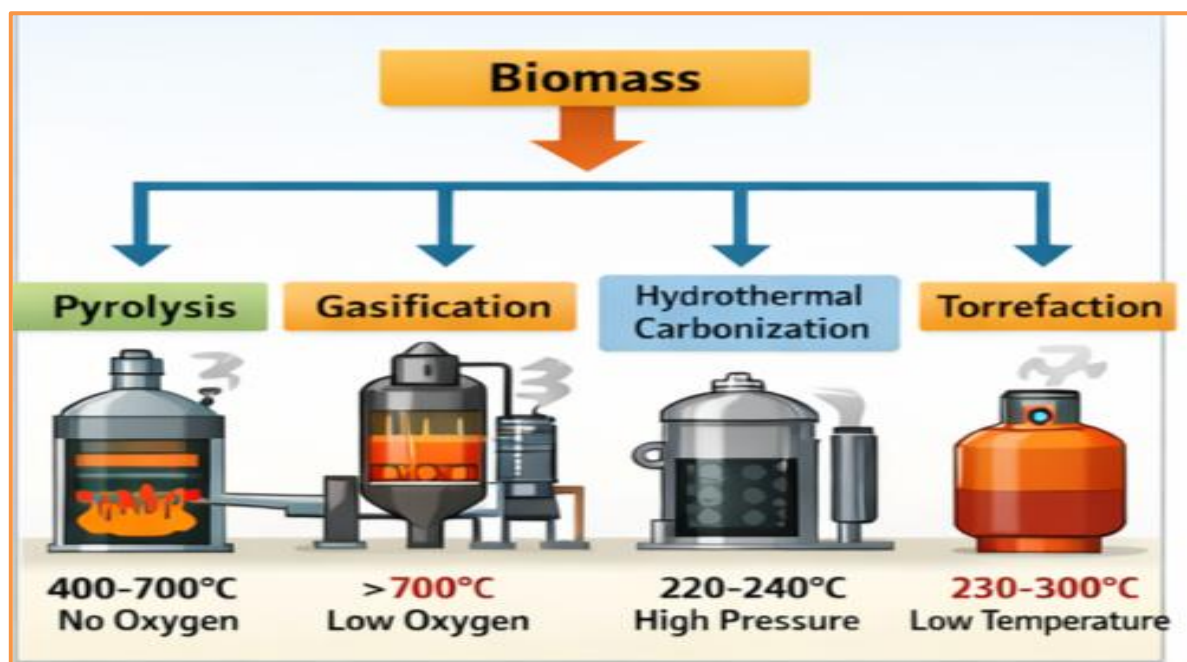 Biomass
Pyrolysis
Gasification
Hydrothermal
Carbonization
Torrefaction
400-700°C
No Oxygen
>700°C
Low Oxygen
220-240°C
High Pressure
230-300°C
Low Temperature